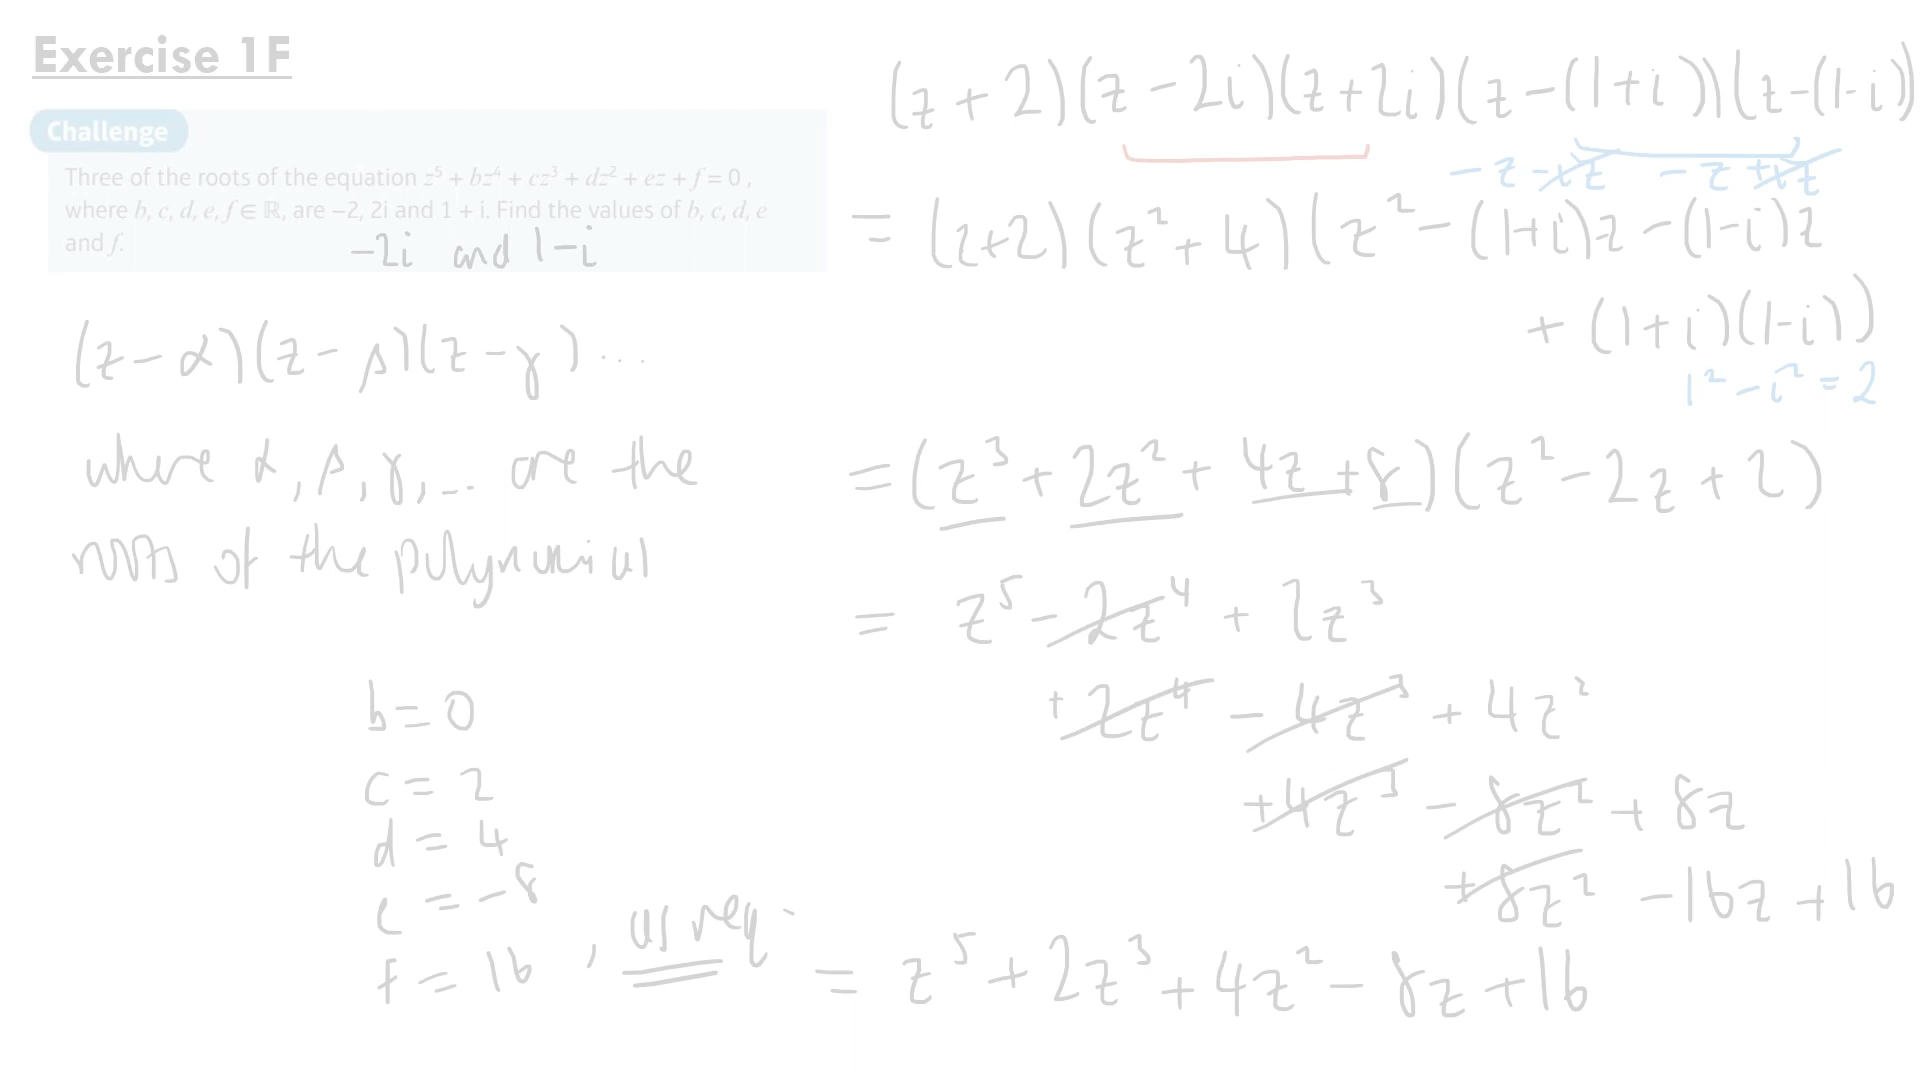 Exercise 1F
Challenge
Three of the roots of the equation z⁵ + bz⁴ + cz³ + dz² + ez + f = 0 ,
where b, c, d, e, f ∈ ℝ, are −2, 2i and 1 + i. Find the values of b, c, d, e
and f.
-2i and 1-i
(z-α)(z-β)(z-γ)...
where α, β, γ, ... are the
roots of the polynomial
b=0
c=2
d=4
e=-8
f=16, as req.
(z+2)(z-2i)(z+2i)(z-(1+i))(z-(1-i))
-z-iz -z+iz
= (z+2)(z²+4)(z²-(1+i)z-(1-i)z
+(1+i)(1-i))
1²-i²=2
=(z³+2z²+4z+8)(z²-2z+2)
= z⁵-2z⁴+2z³
+2z⁴-4z³+4z²
+4z³-8z²+8z
+8z²-16z+16
= z⁵+2z³+4z²-8z+16